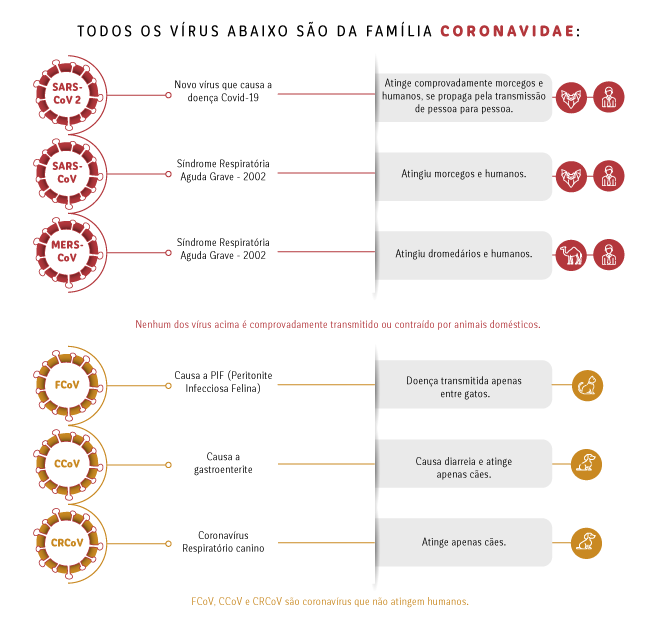 TODOS OS VÍRUS ABAIXO SÃO DA FAMÍLIA CORONAVIDAE:
SARS-
CoV 2
Novo vírus que causa a
doença Covid-19
Atinge comprovadamente morcegos e
humanos, se propaga pela transmissão
de pessoa para pessoa.
SARS-
CoV
Síndrome Respiratória
Aguda Grave - 2002
Atingiu morcegos e humanos.
MERS-
CoV
Síndrome Respiratória
Aguda Grave - 2002
Atingiu dromedários e humanos.
Nenhum dos vírus acima é comprovadamente transmitido ou contraído por animais domésticos.
FCoV
Causa a PIF (Peritonite
Infecciosa Felina)
Doença transmitida apenas
entre gatos.
CCoV
Causa a
gastroenterite
Causa diarreia e atinge
apenas cães.
CRCoV
Coronavírus
Respiratório canino
Atinge apenas cães.
FCoV, CCoV e CRCoV são coronavírus que não atingem humanos.